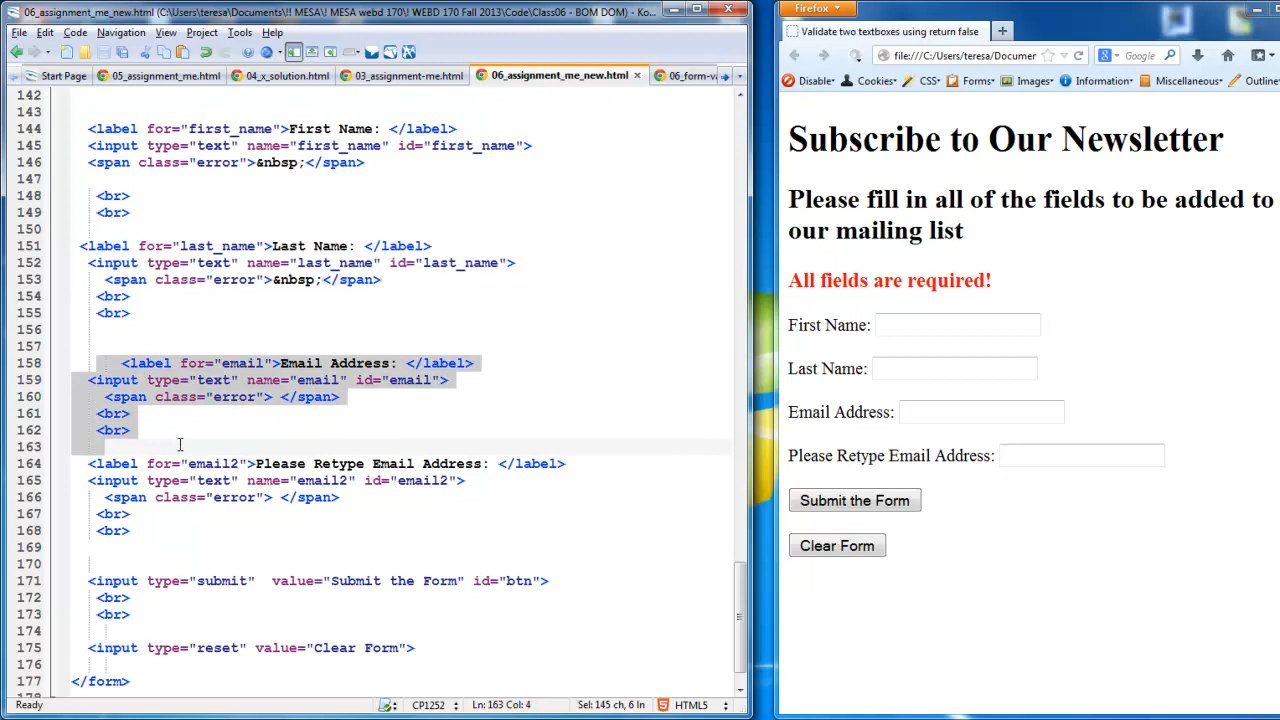 06_assignment_me_new.html (C:\Users\teresa\Documents\!! MESA\! MESA webd 170\! WEBD 170 Fall 2013\Code\Class06 - BOM DOM) - Ko...
File Edit Code Navigation View Project Tools Help
Start Page 05_assignment_me.html 04_x_solution.html 03_assignment-me.html 06_assignment_me_new.html
142
143
144 <label for="first_name">First Name: </label>
145 <input type="text" name="first_name" id="first_name">
146 <span class="error">&nbsp;</span>
147
148 <br>
149 <br>
150
151 <label for="last_name">Last Name: </label>
152 <input type="text" name="last_name" id="last_name">
153 <span class="error">&nbsp;</span>
154 <br>
155 <br>
156
157
158 <label for="email">Email Address: </label>
159 <input type="text" name="email" id="email">
160 <span class="error"> </span>
161 <br>
162 <br>
163
164 <label for="email2">Please Retype Email Address: </label>
165 <input type="text" name="email2" id="email2">
166 <span class="error"> </span>
167 <br>
168 <br>
169
170
171 <input type="submit"  value="Submit the Form" id="btn">
172 <br>
173 <br>
174
175 <input type="reset" value="Clear Form">
176
177 </form>
Ready CP1252 Ln: 163 Col: 4 Sel: 145 ch, 6 ln HTML5
Firefox
Validate two textboxes using return false
file:///C:/Users/teresa/Documer Google
Disable Cookies CSS Forms Images Information Miscellaneous Outline
Subscribe to Our Newsletter
Please fill in all of the fields to be added to
our mailing list
All fields are required!
First Name:
Last Name:
Email Address:
Please Retype Email Address:
Submit the Form
Clear Form